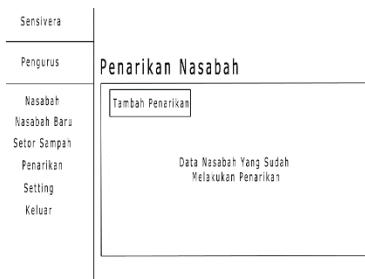 Sensivera
Pengurus
Nasabah
Nasabah Baru
Setor Sampah
Penarikan
Setting
Keluar
Penarikan Nasabah
Tambah Penarikan
Data Nasabah Yang Sudah
Melakukan Penarikan